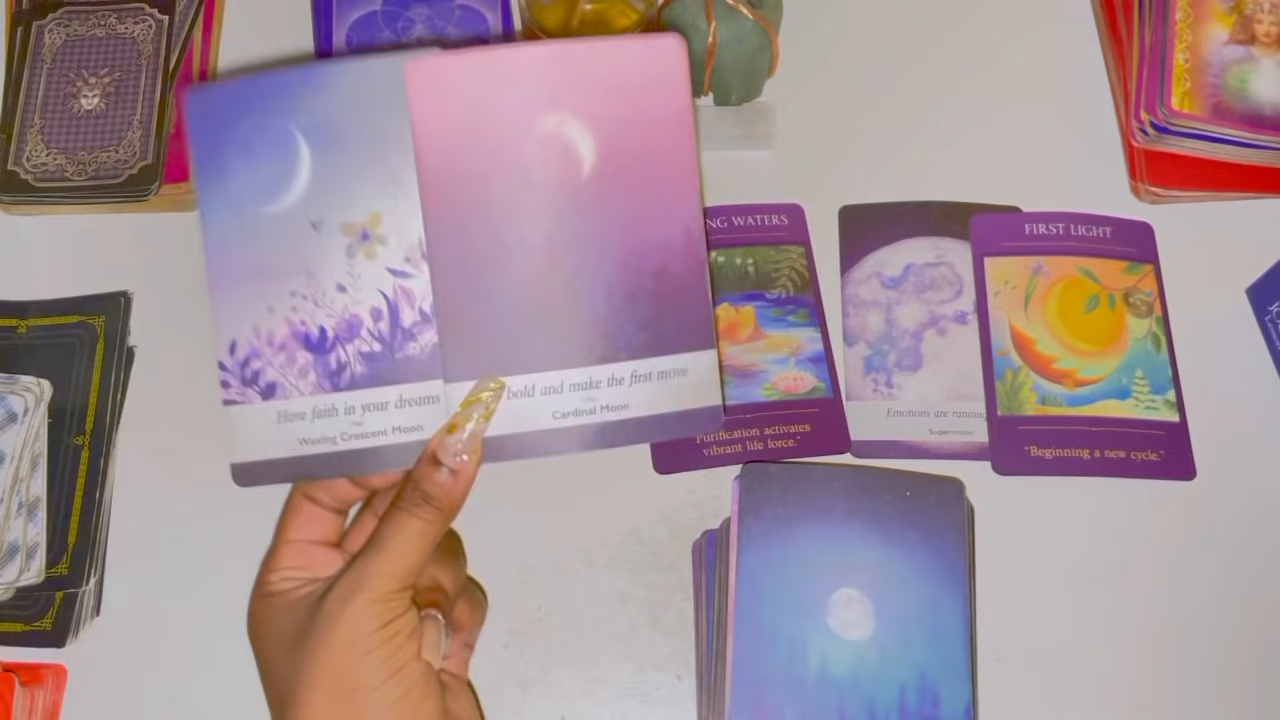 Have faith in your dreams
Waxing Crescent Moon
bold and make the first move
Cardinal Moon
NG WATERS
"Purification activates
vibrant life force."
Emotions are running
Supermoon
FIRST LIGHT
"Beginning a new cycle."